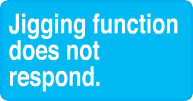 Jigging function
does not
respond.